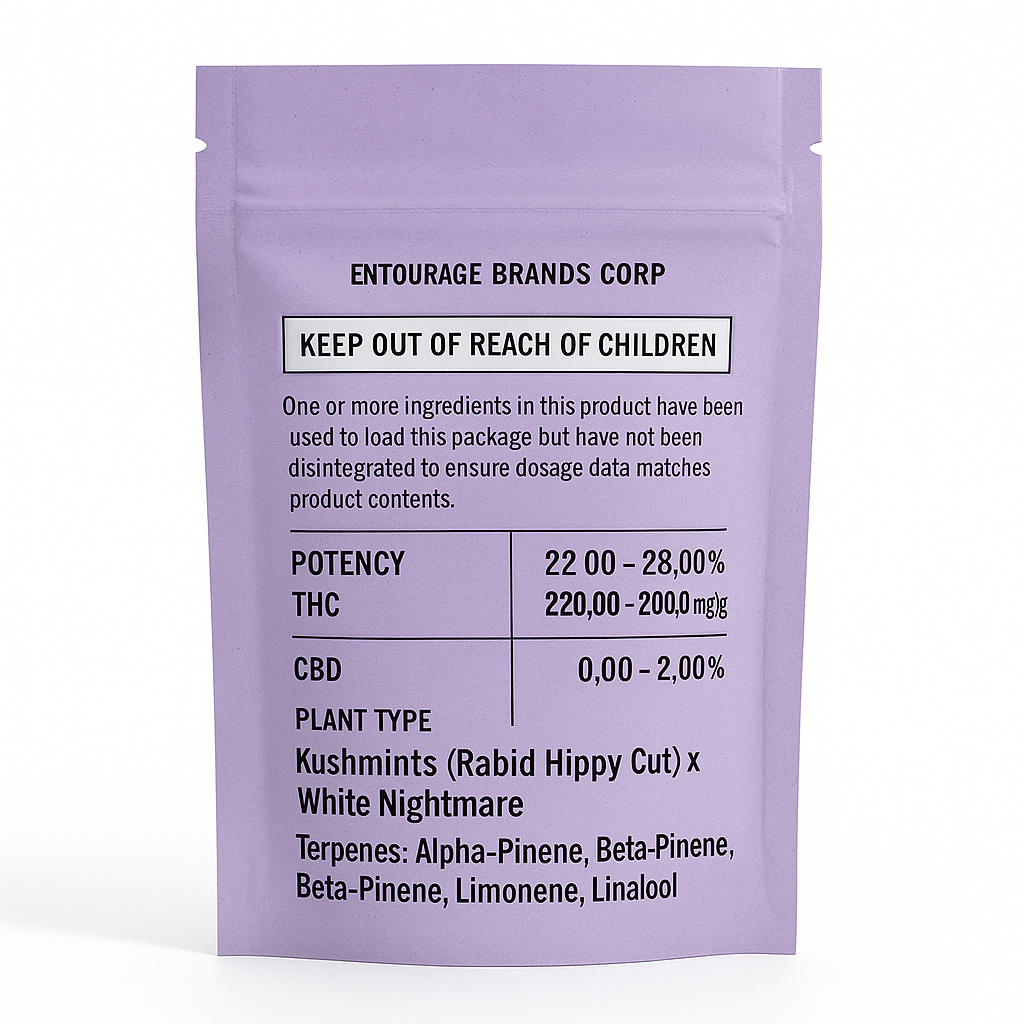 ENTOURAGE BRANDS CORP
KEEP OUT OF REACH OF CHILDREN
One or more ingredients in this product have been
used to load this package but have not been
disintegrated to ensure dosage data matches
product contents.
POTENCY 22 00 – 28,00%
THC 220,00 – 200,0 mg)g
CBD 0,00 – 2,00%
PLANT TYPE
Kushmints (Rabid Hippy Cut) x
White Nightmare
Terpenes: Alpha-Pinene, Beta-Pinene,
Beta-Pinene, Limonene, Linalool